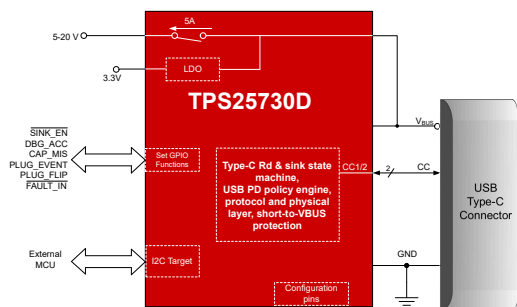 5A
5-20 V
LDO
3.3V
TPS25730D
VBUS
SINK_EN
DBG_ACC
CAP_MIS
PLUG_EVENT
PLUG_FLIP
FAULT_IN
Set GPIO
Functions
Type-C Rd & sink state
machine,
USB PD policy engine,
protocol and physical
layer, short-to-VBUS
protection
CC1/2
2
CC
USB
Type-C
Connector
External
MCU
I2C Target
GND
Configuration
pins